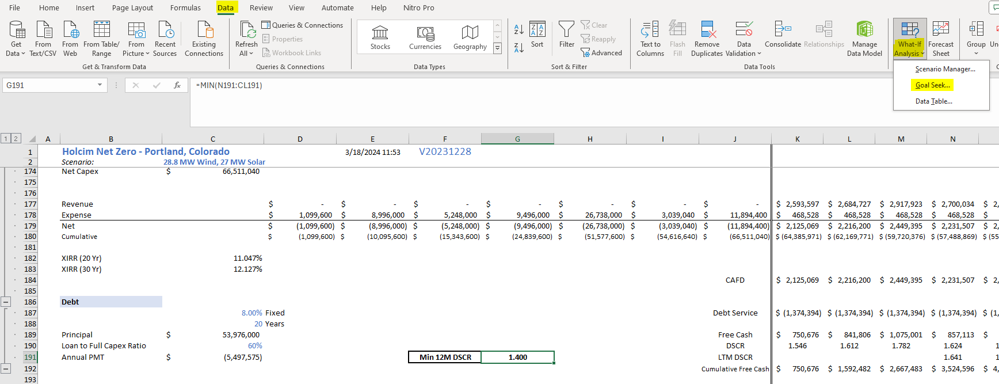 File Home Insert Page Layout Formulas Data Review View Automate Help Nitro Pro
Get Data From Text/CSV From Web From Table/ Range From Picture Recent Sources Existing Connections
Refresh All Queries & Connections Properties Workbook Links
Stocks Currencies Geography
Sort Filter Clear Reapply Advanced
Text to Columns Flash Fill Remove Duplicates Data Validation Consolidate Relationships Manage Data Model
What-If Analysis Forecast Sheet Group
Get & Transform Data Queries & Connections Data Types Sort & Filter Data Tools
Scenario Manager...
Goal Seek...
Data Table...
G191 fx =MIN(N191:CL191)
1 2 A B C D E F G H I J K L M N
1 Holcim Net Zero - Portland, Colorado 3/18/2024 11:53 V20231228
2 Scenario: 28.8 MW Wind, 27 MW Solar
174 Net Capex $ 66,511,040
175
176
177 Revenue $ - $ - $ - $ - $ - $ - $ - $ 2,593,597 $ 2,684,727 $ 2,917,923 $ 2,700,034 $ 2,
178 Expense $ 1,099,600 $ 8,996,000 $ 5,248,000 $ 9,496,000 $ 26,738,000 $ 3,039,040 $ 11,894,400 $ 468,528 $ 468,528 $ 468,528 $ 468,528 $
179 Net $ (1,099,600) $ (8,996,000) $ (5,248,000) $ (9,496,000) $ (26,738,000) $ (3,039,040) $ (11,894,400) $ 2,125,069 $ 2,216,200 $ 2,449,395 $ 2,231,507 $ 2,
180 Cumulative $ (1,099,600) $ (10,095,600) $ (15,343,600) $ (24,839,600) $ (51,577,600) $ (54,616,640) $ (66,511,040) $ (64,385,971) $ (62,169,771) $ (59,720,376) $ (57,488,869) $ (55
181
182 XIRR (20 Yr) 11.047%
183 XIRR (30 Yr) 12.127%
184 CAFD $ 2,125,069 $ 2,216,200 $ 2,449,395 $ 2,231,507 $ 2,
185
186 Debt
187 8.00% Fixed Debt Service $ (1,374,394) $ (1,374,394) $ (1,374,394) $ (1,374,394) $ (1,
188 20 Years
189 Principal $ 53,976,000 Free Cash $ 750,676 $ 841,806 $ 1,075,001 $ 857,113 $
190 Loan to Full Capex Ratio 60% DSCR 1.546 1.612 1.782 1.624 1
191 Annual PMT $ (5,497,575) Min 12M DSCR 1.400 LTM DSCR 1.641 1
192 Cumulative Free Cash $ 750,676 $ 1,592,482 $ 2,667,483 $ 3,524,596 $ 4,
193